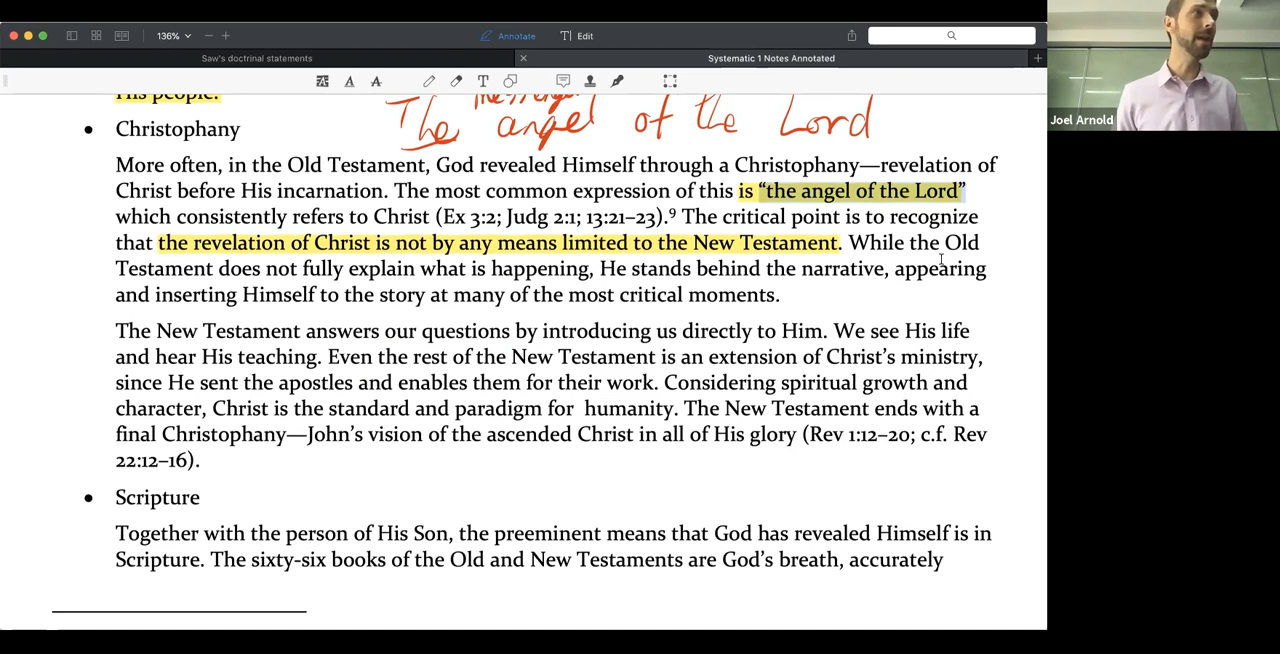 136%
Annotate
Edit
Saw's doctrinal statements
Systematic 1 Notes Annotated
Joel Arnold
His people.
messenger
The angel of the Lord
• Christophany
More often, in the Old Testament, God revealed Himself through a Christophany—revelation of
Christ before His incarnation. The most common expression of this is “the angel of the Lord”
which consistently refers to Christ (Ex 3:2; Judg 2:1; 13:21–23).⁹ The critical point is to recognize
that the revelation of Christ is not by any means limited to the New Testament. While the Old
Testament does not fully explain what is happening, He stands behind the narrative, appearing
and inserting Himself to the story at many of the most critical moments.
The New Testament answers our questions by introducing us directly to Him. We see His life
and hear His teaching. Even the rest of the New Testament is an extension of Christ’s ministry,
since He sent the apostles and enables them for their work. Considering spiritual growth and
character, Christ is the standard and paradigm for humanity. The New Testament ends with a
final Christophany—John’s vision of the ascended Christ in all of His glory (Rev 1:12–20; c.f. Rev
22:12–16).
• Scripture
Together with the person of His Son, the preeminent means that God has revealed Himself is in
Scripture. The sixty-six books of the Old and New Testaments are God’s breath, accurately